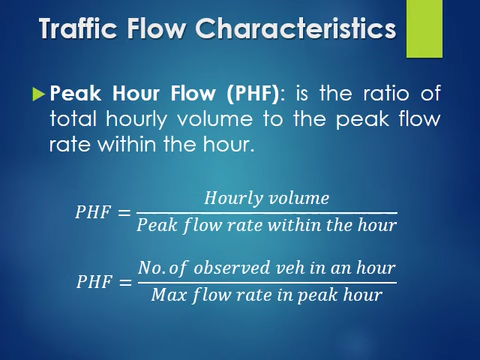 Traffic Flow Characteristics
Peak Hour Flow (PHF): is the ratio of
total hourly volume to the peak flow
rate within the hour.
PHF = Hourly volume / Peak flow rate within the hour
PHF = No. of observed veh in an hour / Max flow rate in peak hour